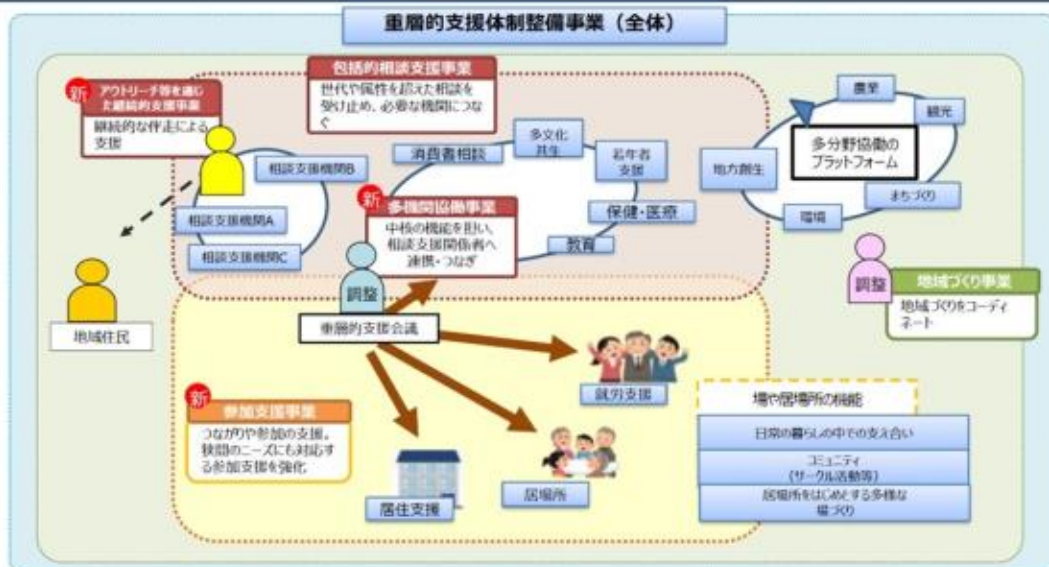 重層的支援体制整備事業（全体）
新
アウトリーチ等を通じ
た継続的支援事業
継続的な伴走による
支援
包括的相談支援事業
世代や属性を超えた相談を
受け止め、必要な機関につな
ぐ
相談支援機関B
相談支援機関A
相談支援機関C
消費者相談
多文化
共生
若年者
支援
保健・医療
教育
新
多機関協働事業
中核の機能を担い、
相談支援関係者へ
連携・つなぎ
農業
観光
まちづくり
環境
地方創生
多分野協働の
プラットフォーム
地域住民
調整
重層的支援会議
調整
地域づくり事業
地域づくりをコーディ
ネート
新
参加支援事業
つながりや参加の支援。
狭間のニーズにも対応す
る参加支援を強化
就労支援
居場所
居住支援
場や居場所の機能
日常の暮らしの中での支え合い
コミュニティ
（サークル活動等）
居場所をはじめとする多様な
場づくり